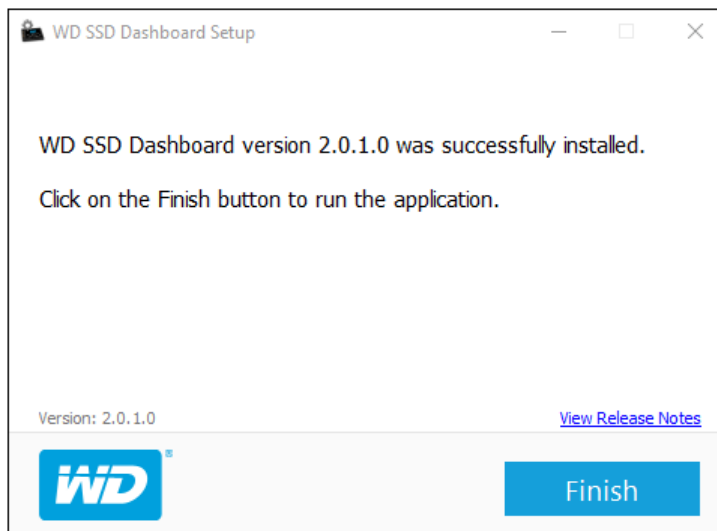 WD SSD Dashboard Setup
WD SSD Dashboard version 2.0.1.0 was successfully installed.
Click on the Finish button to run the application.
Version: 2.0.1.0
View Release Notes
WD®
Finish